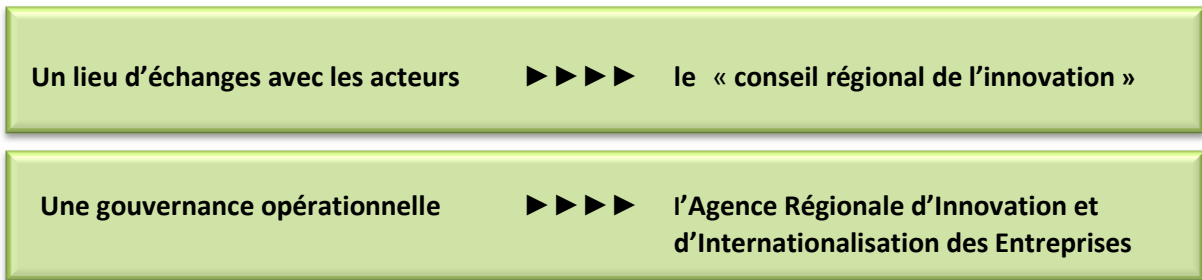 Un lieu d’échanges avec les acteurs ►►►► le « conseil régional de l’innovation »
Une gouvernance opérationnelle ►►►► l’Agence Régionale d’Innovation et
d’Internationalisation des Entreprises